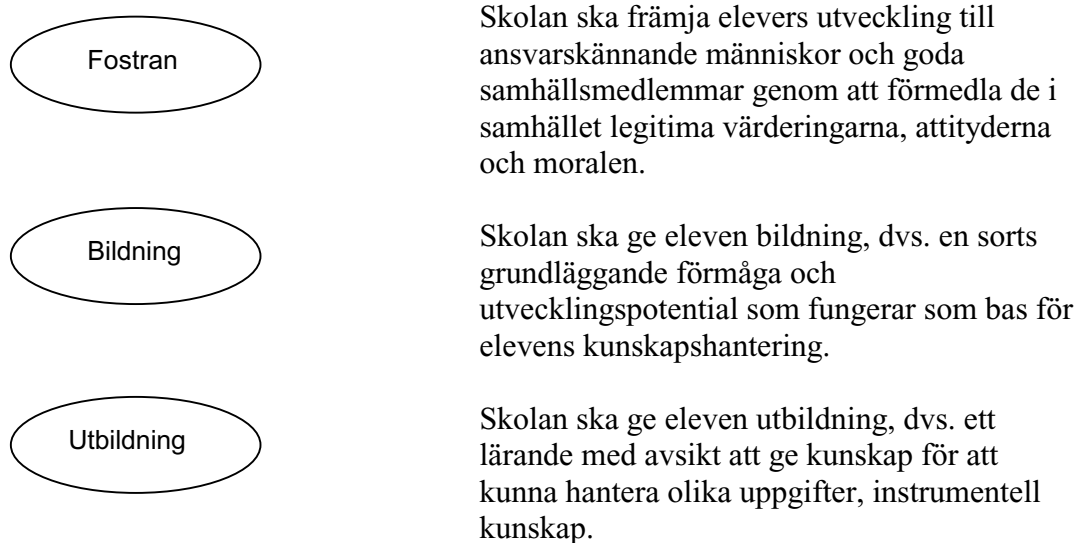 Fostran
Skolan ska främja elevers utveckling till
ansvarskännande människor och goda
samhällsmedlemmar genom att förmedla de i
samhället legitima värderingarna, attityderna
och moralen.
Bildning
Skolan ska ge eleven bildning, dvs. en sorts
grundläggande förmåga och
utvecklingspotential som fungerar som bas för
elevens kunskapshantering.
Utbildning
Skolan ska ge eleven utbildning, dvs. ett
lärande med avsikt att ge kunskap för att
kunna hantera olika uppgifter, instrumentell
kunskap.